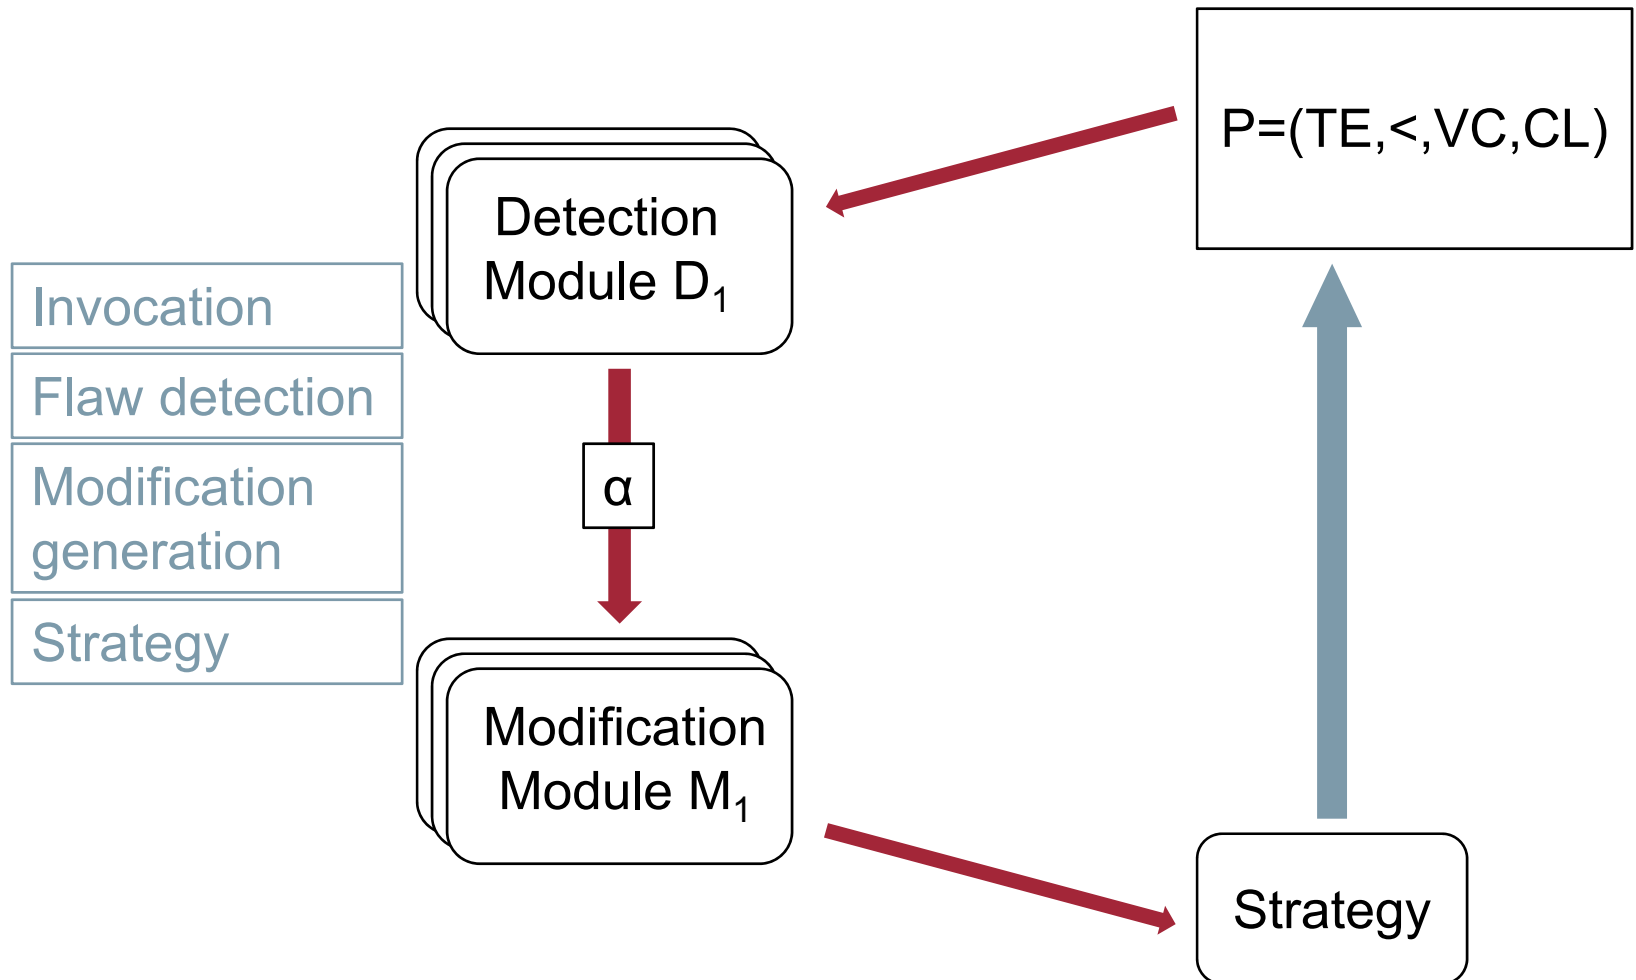 P=(TE,<,VC,CL)
Detection
Module D₁
Invocation
Flaw detection
Modification
generation
Strategy
α
Modification
Module M₁
Strategy